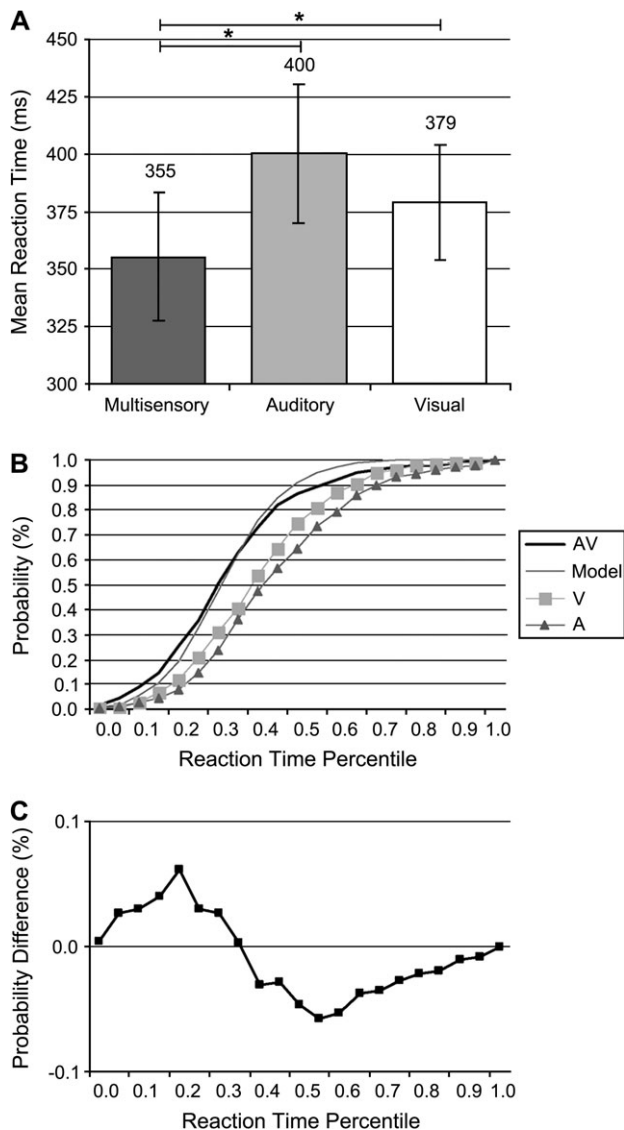 A
*
*
Mean Reaction Time (ms)
450
425
400
375
350
325
300
355
400
379
Multisensory Auditory Visual
B
Probability (%)
1.0
0.9
0.8
0.7
0.6
0.5
0.4
0.3
0.2
0.1
0.0
0.0 0.1 0.2 0.3 0.4 0.5 0.6 0.7 0.8 0.9 1.0
Reaction Time Percentile
AV
Model
V
A
C
Probability Difference (%)
0.1
0.0
-0.1
0.0 0.1 0.2 0.3 0.4 0.5 0.6 0.7 0.8 0.9 1.0
Reaction Time Percentile